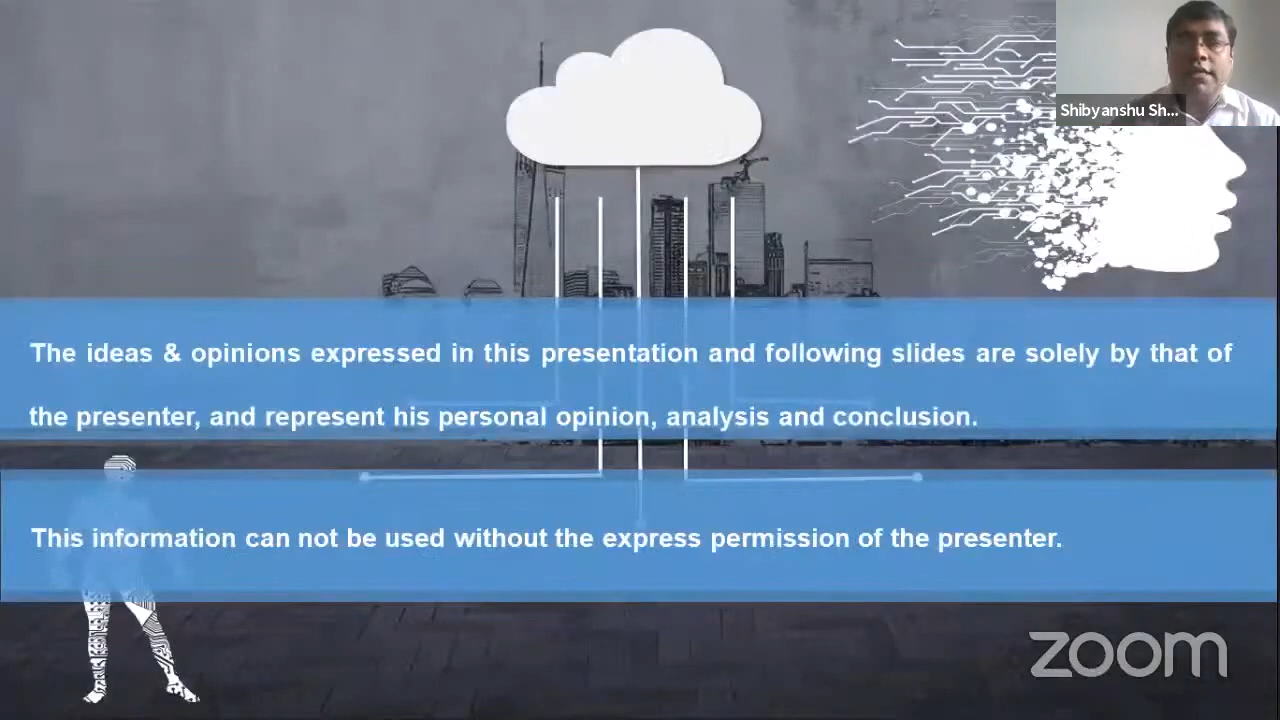 Shibyanshu Sh...
The ideas & opinions expressed in this presentation and following slides are solely by that of
the presenter, and represent his personal opinion, analysis and conclusion.
This information can not be used without the express permission of the presenter.
zoom